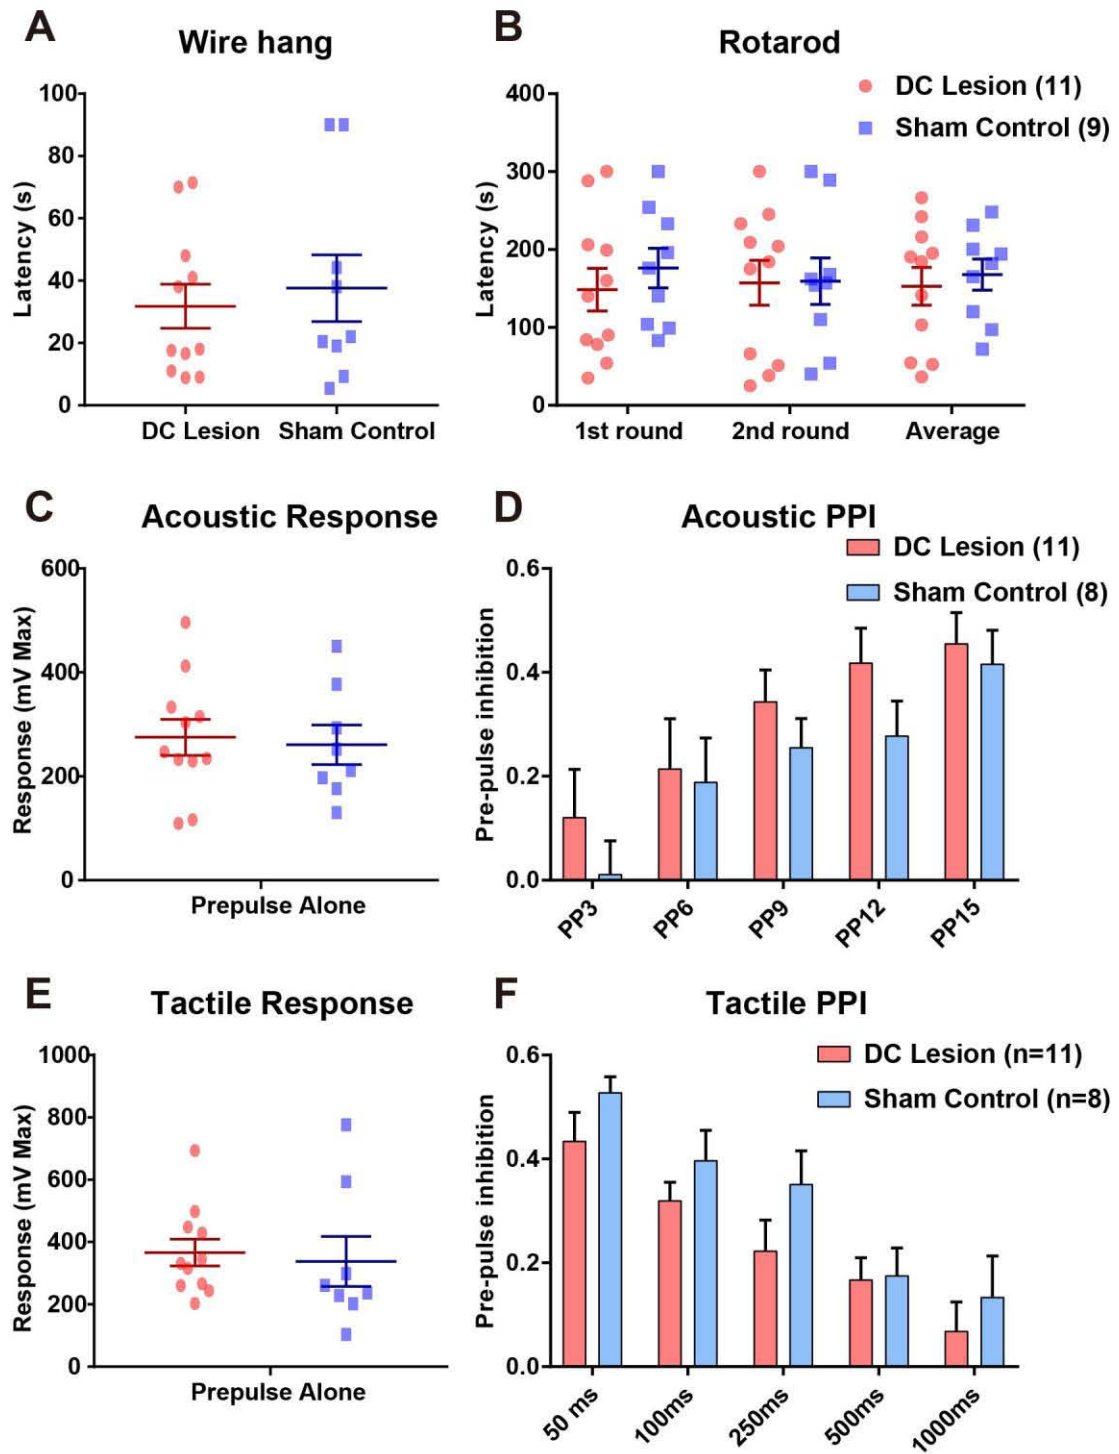 A
Wire hang
Latency (s)
100
80
60
40
20
0
DC Lesion
Sham Control
B
Rotarod
DC Lesion (11)
Sham Control (9)
Latency (s)
400
300
200
100
0
1st round
2nd round
Average
C
Acoustic Response
Response (mV Max)
600
400
200
0
Prepulse Alone
D
Acoustic PPI
DC Lesion (11)
Sham Control (8)
Pre-pulse inhibition
0.6
0.4
0.2
0.0
PP3
PP6
PP9
PP12
PP15
E
Tactile Response
Response (mV Max)
1000
800
600
400
200
0
Prepulse Alone
F
Tactile PPI
DC Lesion (n=11)
Sham Control (n=8)
Pre-pulse inhibition
0.6
0.4
0.2
0.0
50 ms
100ms
250ms
500ms
1000ms